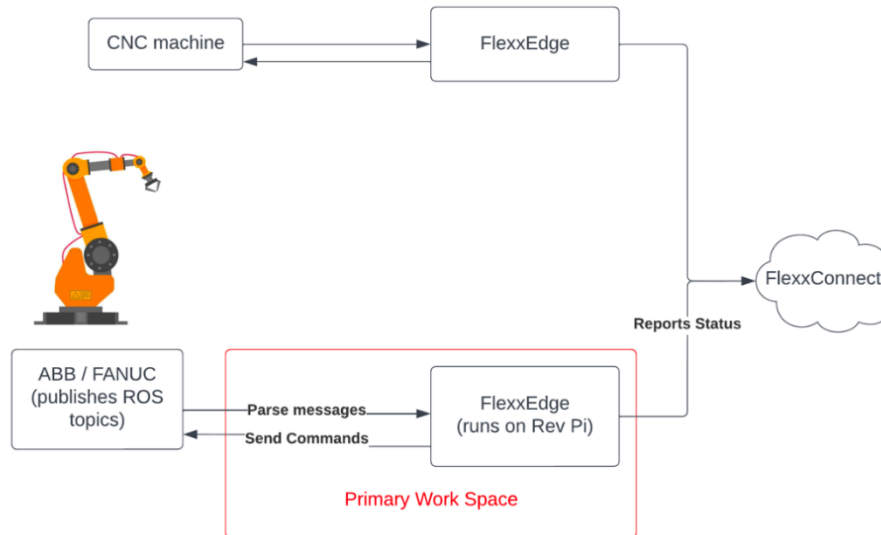 CNC machine
FlexxEdge
FlexxConnect
Reports Status
ABB / FANUC
(publishes ROS
topics)
Parse messages
Send Commands
FlexxEdge
(runs on Rev Pi)
Primary Work Space